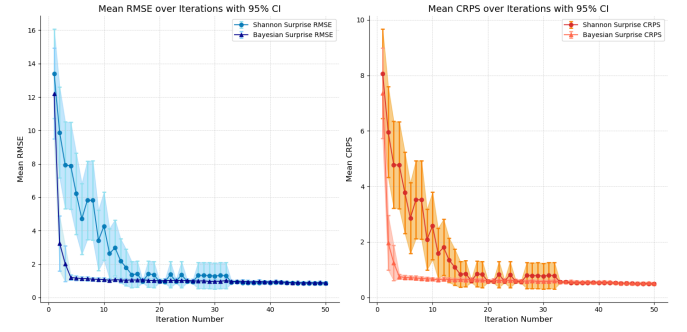 Mean RMSE over Iterations with 95% CI
Shannon Surprise RMSE
Bayesian Surprise RMSE
16
14
12
10
8
6
4
2
0
Mean RMSE
0
10
20
30
40
50
Iteration Number
Mean CRPS over Iterations with 95% CI
Shannon Surprise CRPS
Bayesian Surprise CRPS
10
8
6
4
2
0
Mean CRPS
0
10
20
30
40
50
Iteration Number